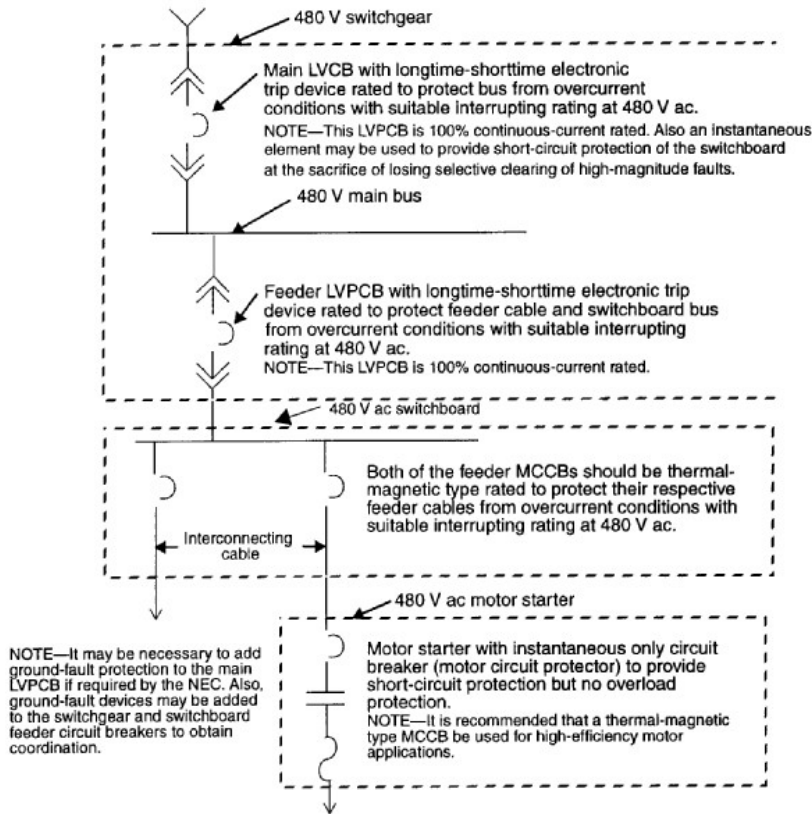 480 V switchgear
Main LVCB with longtime-shorttime electronic
trip device rated to protect bus from overcurrent
conditions with suitable interrupting rating at 480 V ac.
NOTE—This LVPCB is 100% continuous-current rated. Also an instantaneous
element may be used to provide short-circuit protection of the switchboard
at the sacrifice of losing selective clearing of high-magnitude faults.
480 V main bus
Feeder LVPCB with longtime-shorttime electronic trip
device rated to protect feeder cable and switchboard bus
from overcurrent conditions with suitable interrupting
rating at 480 V ac.
NOTE—This LVPCB is 100% continuous-current rated.
480 V ac switchboard
Both of the feeder MCCBs should be thermal-
magnetic type rated to protect their respective
feeder cables from overcurrent conditions with
suitable interrupting rating at 480 V ac.
Interconnecting
cable
480 V ac motor starter
NOTE—It may be necessary to add
ground-fault protection to the main
LVPCB if required by the NEC. Also,
ground-fault devices may be added
to the switchgear and switchboard
feeder circuit breakers to obtain
coordination.
Motor starter with instantaneous only circuit
breaker (motor circuit protector) to provide
short-circuit protection but no overload
protection.
NOTE—It is recommended that a thermal-magnetic
type MCCB be used for high-efficiency motor
applications.